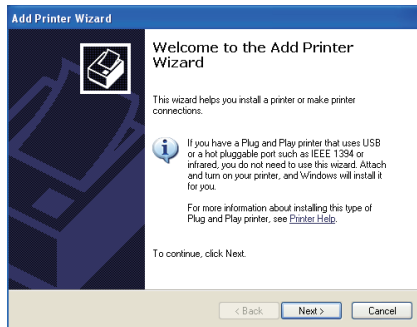 Add Printer Wizard
Welcome to the Add Printer
Wizard
This wizard helps you install a printer or make printer
connections.
If you have a Plug and Play printer that uses USB
or a hot pluggable port such as IEEE 1394 or
infrared, you do not need to use this wizard. Attach
and turn on your printer, and Windows will install it
for you.
For more information about installing this type of
Plug and Play printer, see Printer Help.
To continue, click Next.
< Back
Next >
Cancel